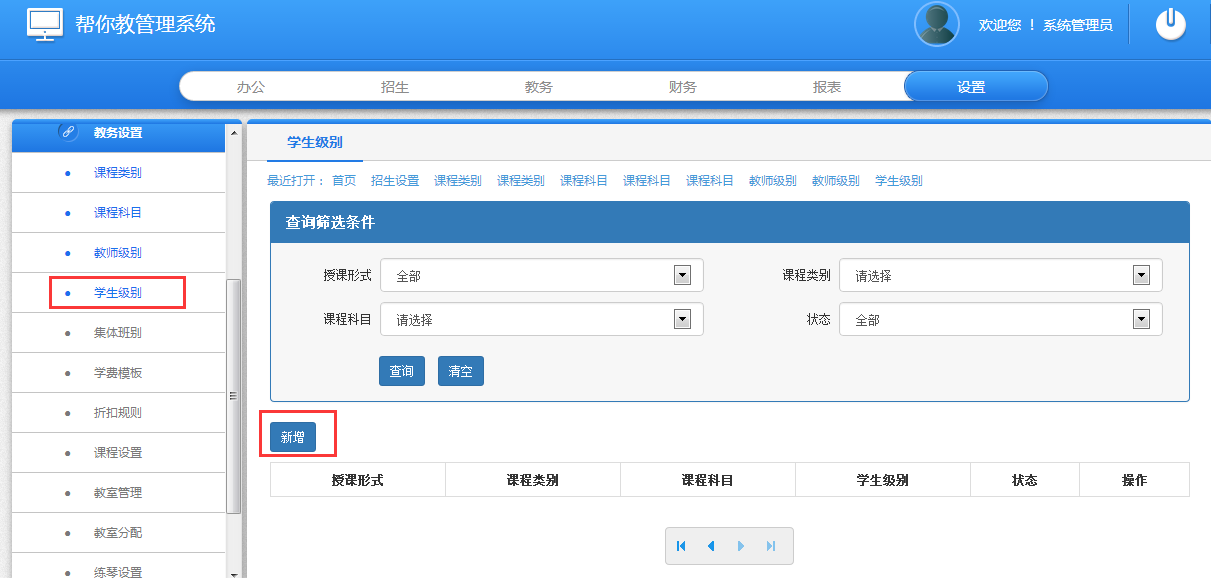 帮你教管理系统
欢迎您 ！ 系统管理员
办公 招生 教务 财务 报表 设置
教务设置
课程类别
课程科目
教师级别
学生级别
集体班别
学费模板
折扣规则
课程设置
教室管理
教室分配
练琴设置
学生级别
最近打开： 首页 招生设置 课程类别 课程类别 课程科目 课程科目 课程科目 教师级别 教师级别 学生级别
查询筛选条件
授课形式 全部 课程类别 请选择
课程科目 请选择 状态 全部
查询 清空
新增
授课形式 课程类别 课程科目 学生级别 状态 操作